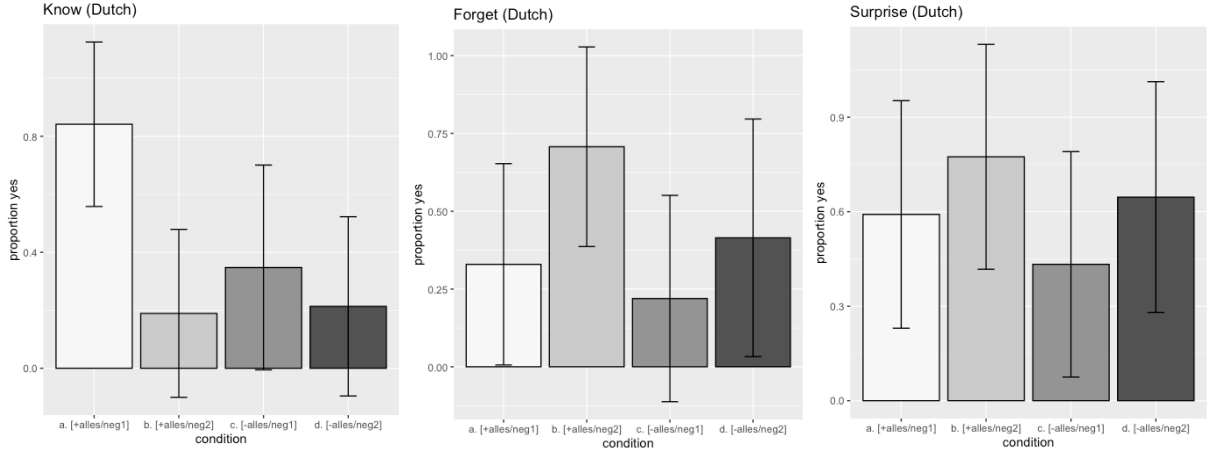 Know (Dutch)
proportion yes
0.8
0.4
0.0
a. [+alles/neg1] b. [+alles/neg2] c. [-alles/neg1] d. [-alles/neg2]
condition
Forget (Dutch)
proportion yes
1.00
0.75
0.50
0.25
0.00
a. [+alles/neg1] b. [+alles/neg2] c. [-alles/neg1] d. [-alles/neg2]
condition
Surprise (Dutch)
proportion yes
0.9
0.6
0.3
0.0
a. [+alles/neg1] b. [+alles/neg2] c. [-alles/neg1] d. [-alles/neg2]
condition